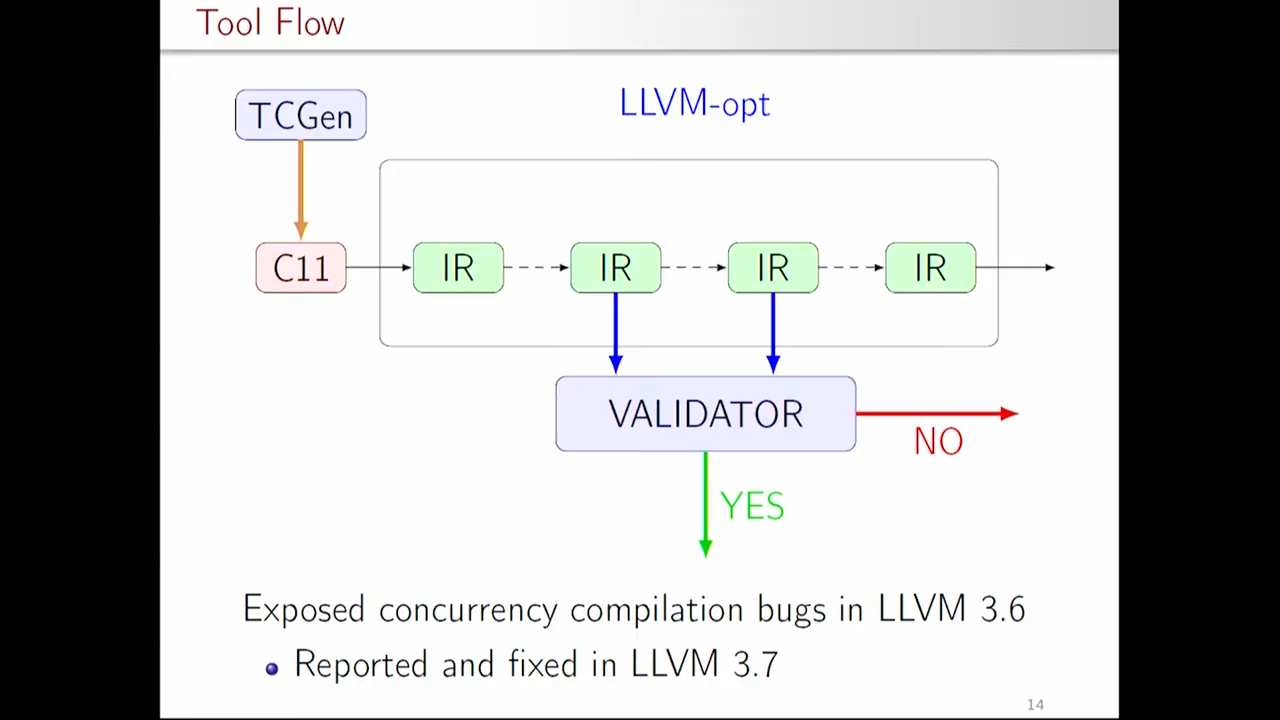 Tool Flow
TCGen
LLVM-opt
C11
IR
IR
IR
IR
VALIDATOR
NO
YES
Exposed concurrency compilation bugs in LLVM 3.6
Reported and fixed in LLVM 3.7
14